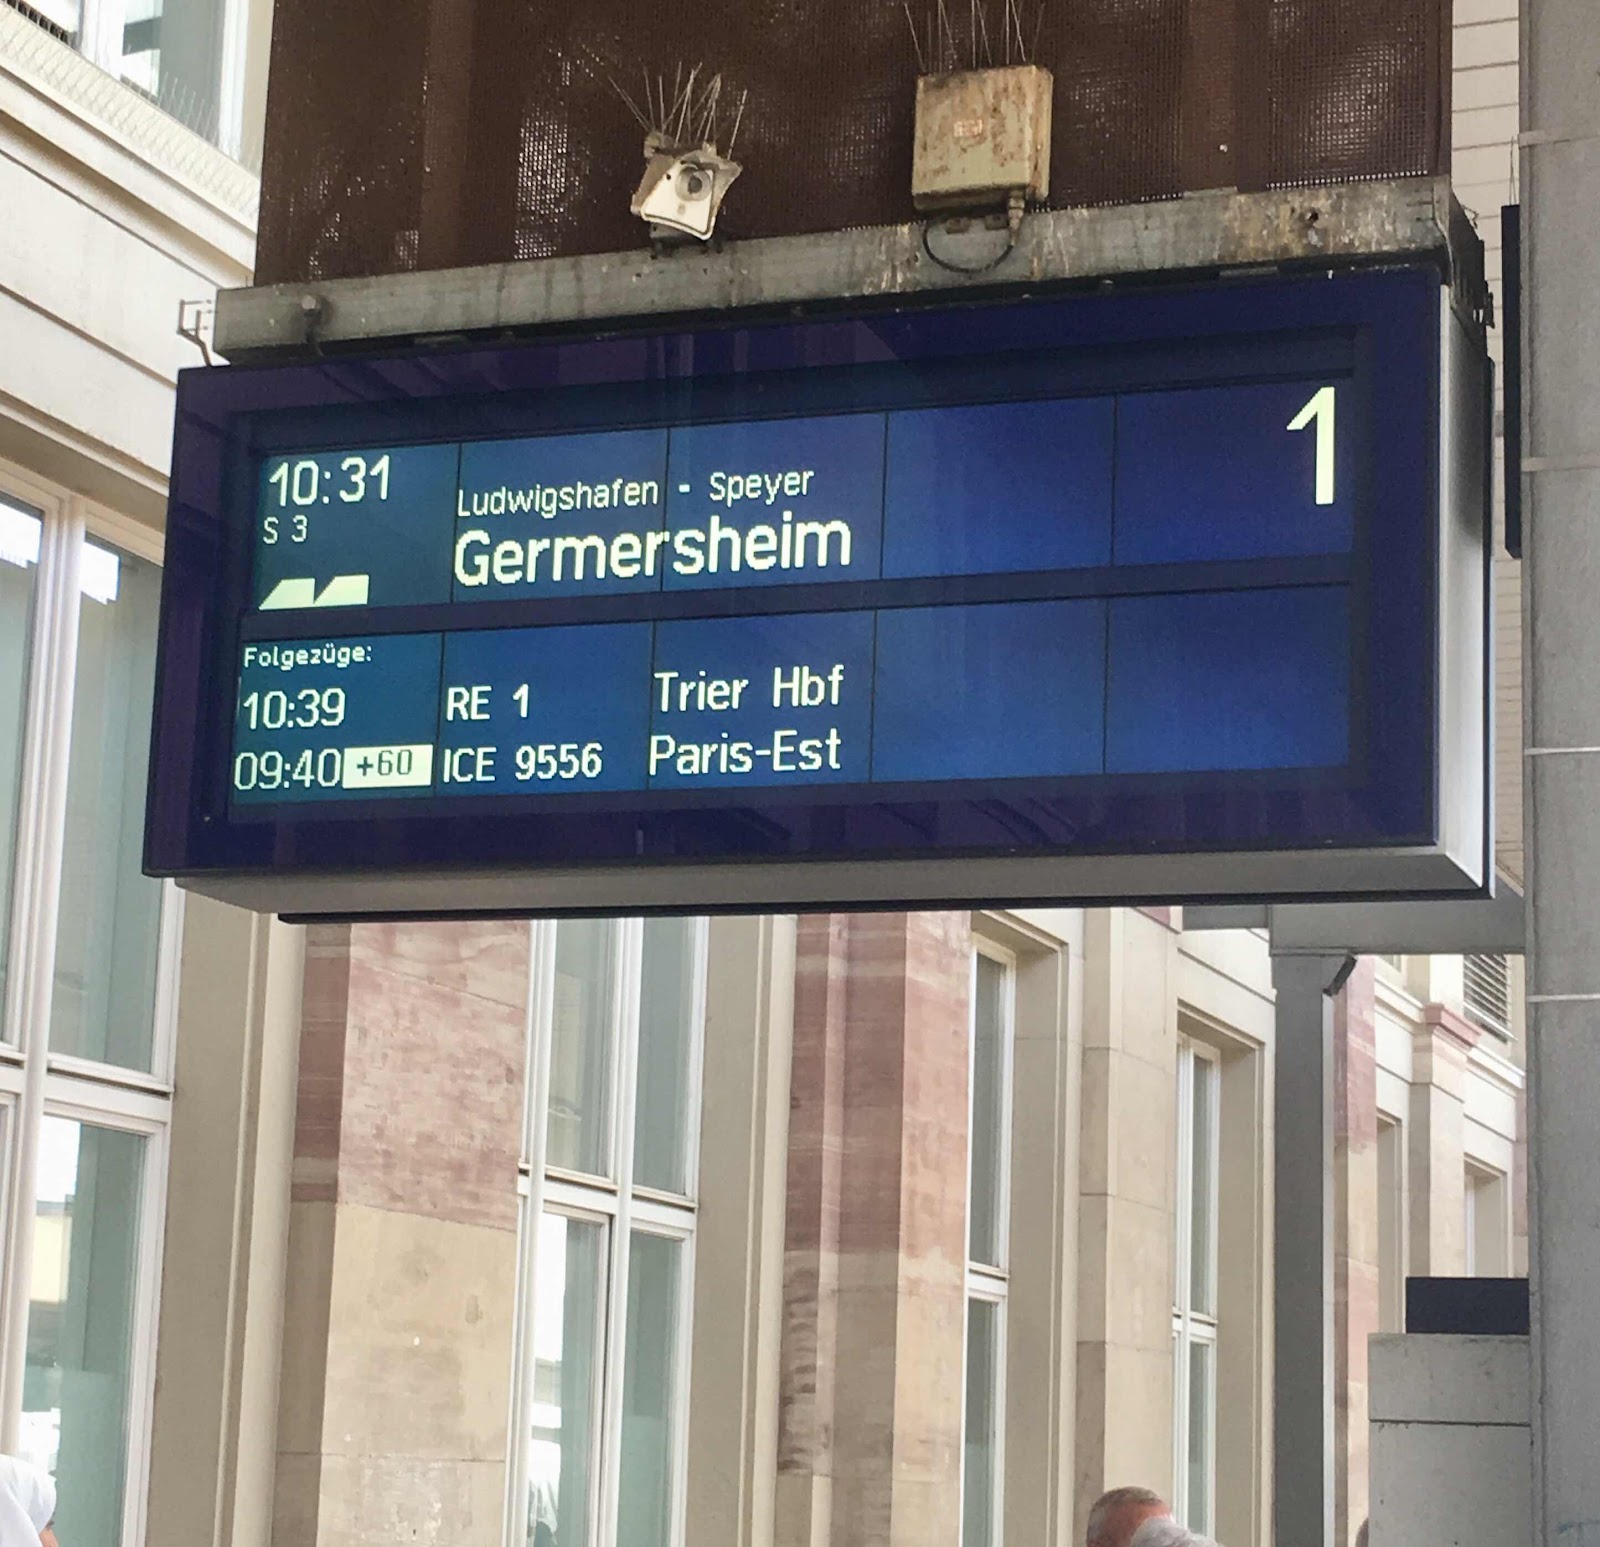 10:31
1
S 3
Ludwigshafen - Speyer
Germersheim
Folgezüge:
10:39 RE 1 Trier Hbf
09:40 +60 ICE 9556 Paris-Est